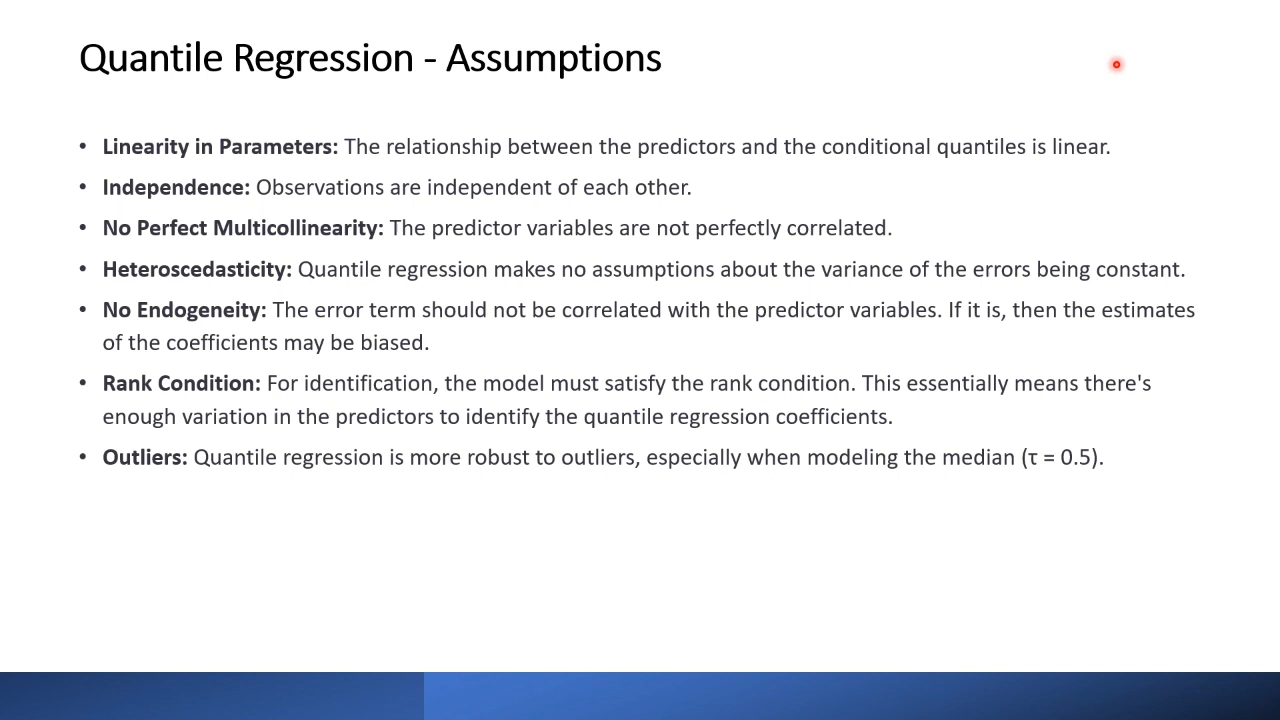 Quantile Regression - Assumptions
• Linearity in Parameters: The relationship between the predictors and the conditional quantiles is linear.
• Independence: Observations are independent of each other.
• No Perfect Multicollinearity: The predictor variables are not perfectly correlated.
• Heteroscedasticity: Quantile regression makes no assumptions about the variance of the errors being constant.
• No Endogeneity: The error term should not be correlated with the predictor variables. If it is, then the estimates
of the coefficients may be biased.
• Rank Condition: For identification, the model must satisfy the rank condition. This essentially means there's
enough variation in the predictors to identify the quantile regression coefficients.
• Outliers: Quantile regression is more robust to outliers, especially when modeling the median (τ = 0.5).